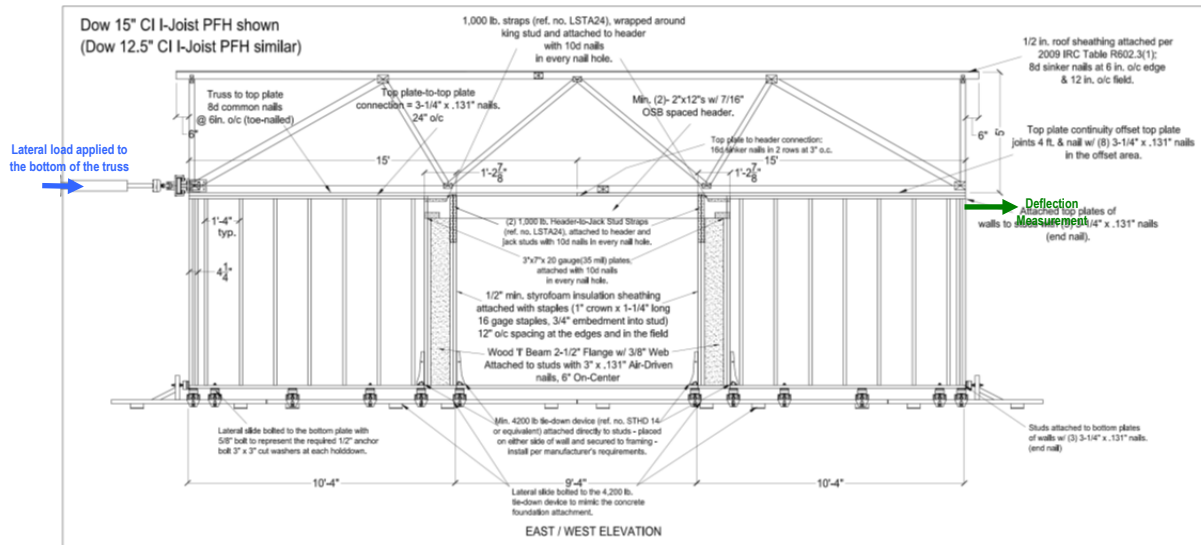 Dow 15" CI I-Joist PFH shown
(Dow 12.5" CI I-Joist PFH similar)
1,000 lb. straps (ref. no. LSTA24), wrapped around
king stud and attached to header
with 10d nails
in every nail hole.
1/2 in. roof sheathing attached per
2009 IRC Table R602.3(1);
8d sinker nails at 6 in. o/c edge
& 12 in. o/c field.
Truss to top plate
8d common nails
@ 6in. o/c (toe-nailed)
Top plate-to-top plate
connection = 3-1/4" x .131" nails.
24" o/c
Min. (2)- 2"x12"s w/ 7/16"
OSB spaced header.
5'
6"
6"
Top plate to header connection:
16d sinker nails in 2 rows at 3" o.c.
Top plate continuity offset top plate
joints 4 ft. & nail w/ (8) 3-1/4" x .131" nails
in the offset area.
Lateral load applied to
the bottom of the truss
15'
15'
1'-2 7/8"
1'-2 7/8"
Deflection
Measurement
Attached top plates of
walls to studs with (3) 3-1/4" x .131" nails
(end nail).
1'-4"
typ.
4 1/4"
(2) 1,000 lb. Header-to-Jack Stud Straps
(ref. no. LSTA24), attached to header and
jack studs with 10d nails in every nail hole.
3"x7"x 20 gauge(35 mil) plates,
attached with 10d nails
in every nail hole.
1/2" min. styrofoam insulation sheathing
attached with staples (1" crown x 1-1/4" long
16 gage staples, 3/4" embedment into stud)
12" o/c spacing at the edges and in the field
Wood T Beam 2-1/2" Flange w/ 3/8" Web
Attached to studs with 3" x .131" Air-Driven
nails, 6" On-Center
Lateral slide bolted to the bottom plate with
5/8" bolt to represent the required 1/2" anchor
bolt 3" x 3" cut washers at each holddown.
Min. 4200 lb tie-down device (ref. no. STHD 14
or equivalent) attached directly to studs - placed
on either side of wall and secured to framing -
install per manufacturer's requirements.
Studs attached to bottom plates
of walls w/ (3) 3-1/4" x .131" nails.
(end nail)
10'-4"
9'-4"
10'-4"
Lateral slide bolted to the 4,200 lb.
tie-down device to mimic the concrete
foundation attachment.
EAST / WEST ELEVATION